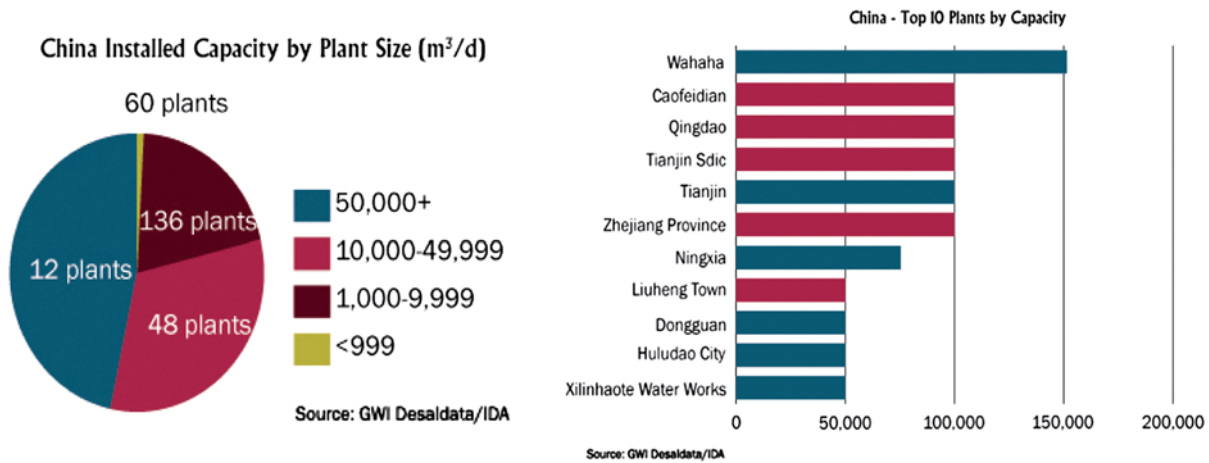 China Installed Capacity by Plant Size (m³/d)
60 plants
136 plants
12 plants
48 plants
50,000+
10,000-49,999
1,000-9,999
<999
Source: GWI Desaldata/IDA
China - Top 10 Plants by Capacity
Wahaha
Caofeidian
Qingdao
Tianjin Sdic
Tianjin
Zhejiang Province
Ningxia
Liuheng Town
Dongguan
Huludao City
Xilinhaote Water Works
0 50,000 100,000 150,000 200,000
Source: GWI Desaldata/IDA